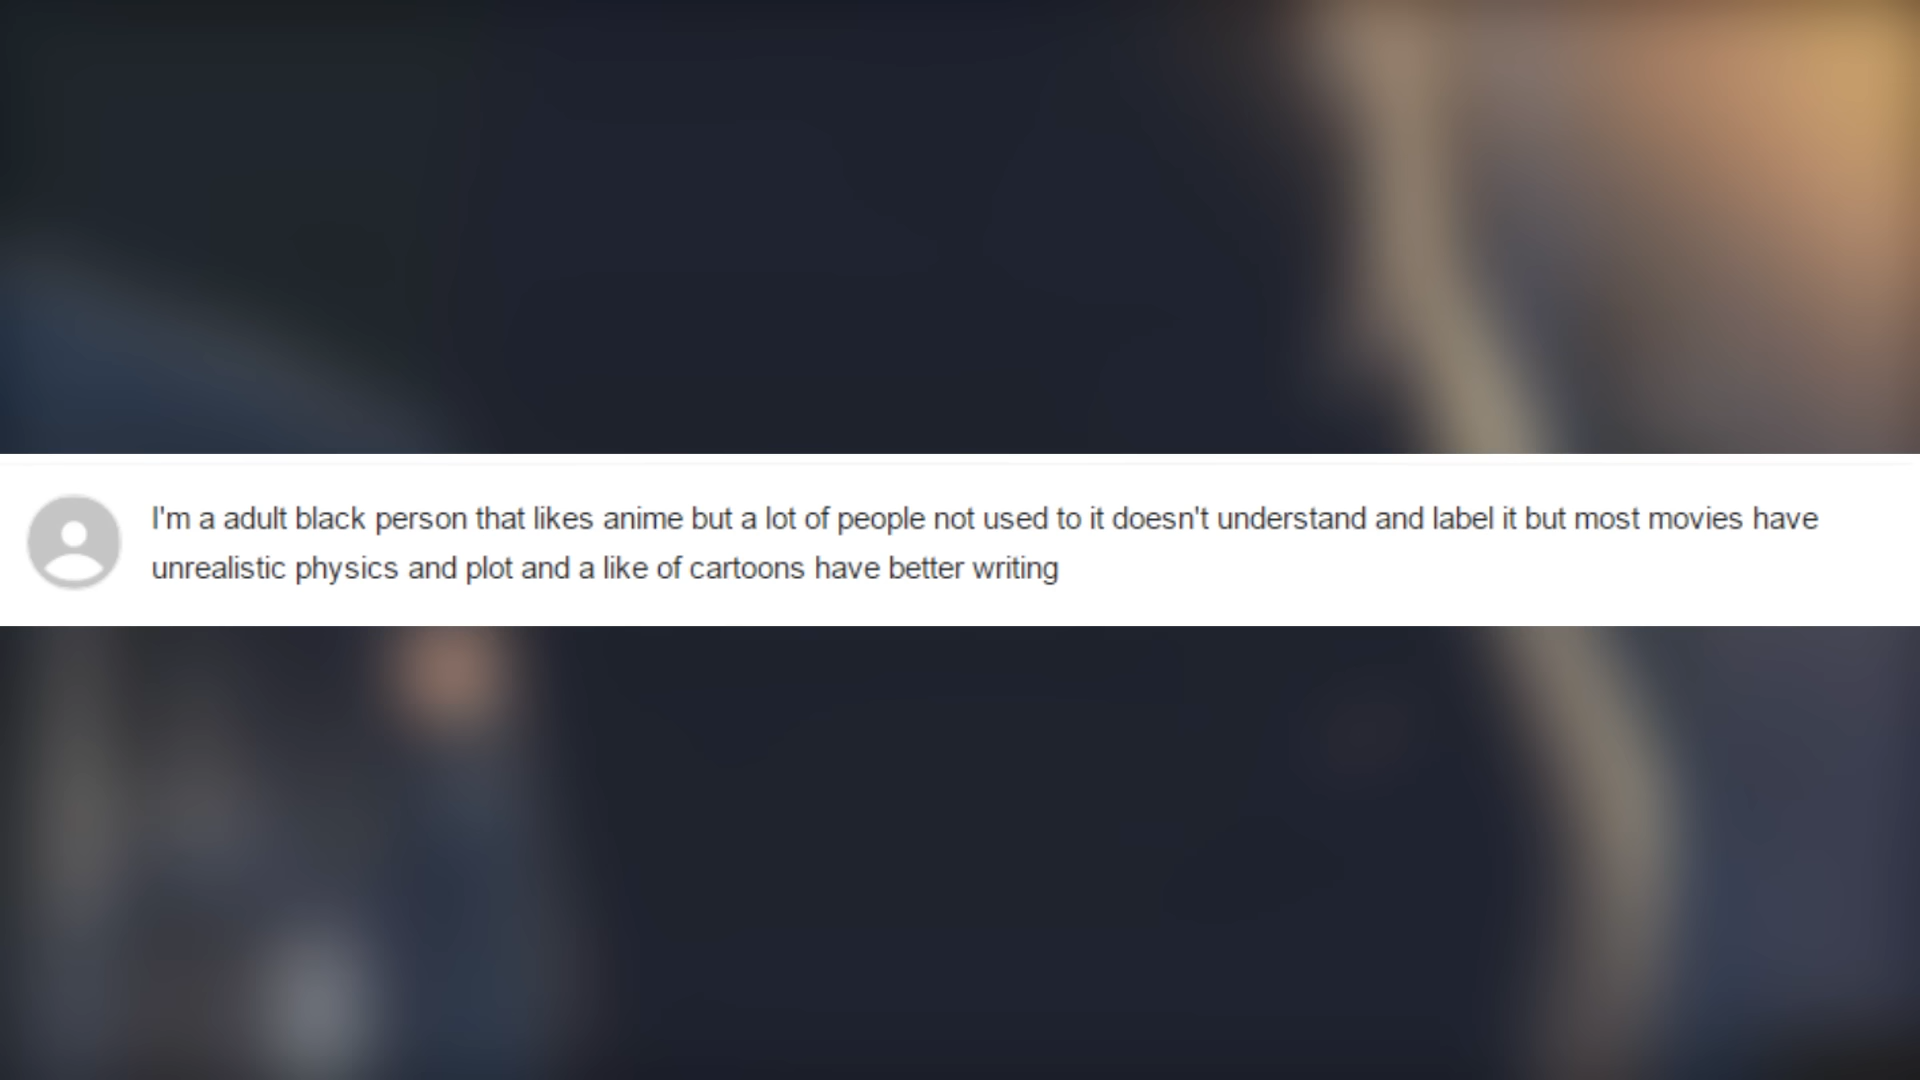 I'm a adult black person that likes anime but a lot of people not used to it doesn't understand and label it but most movies have
unrealistic physics and plot and a like of cartoons have better writing